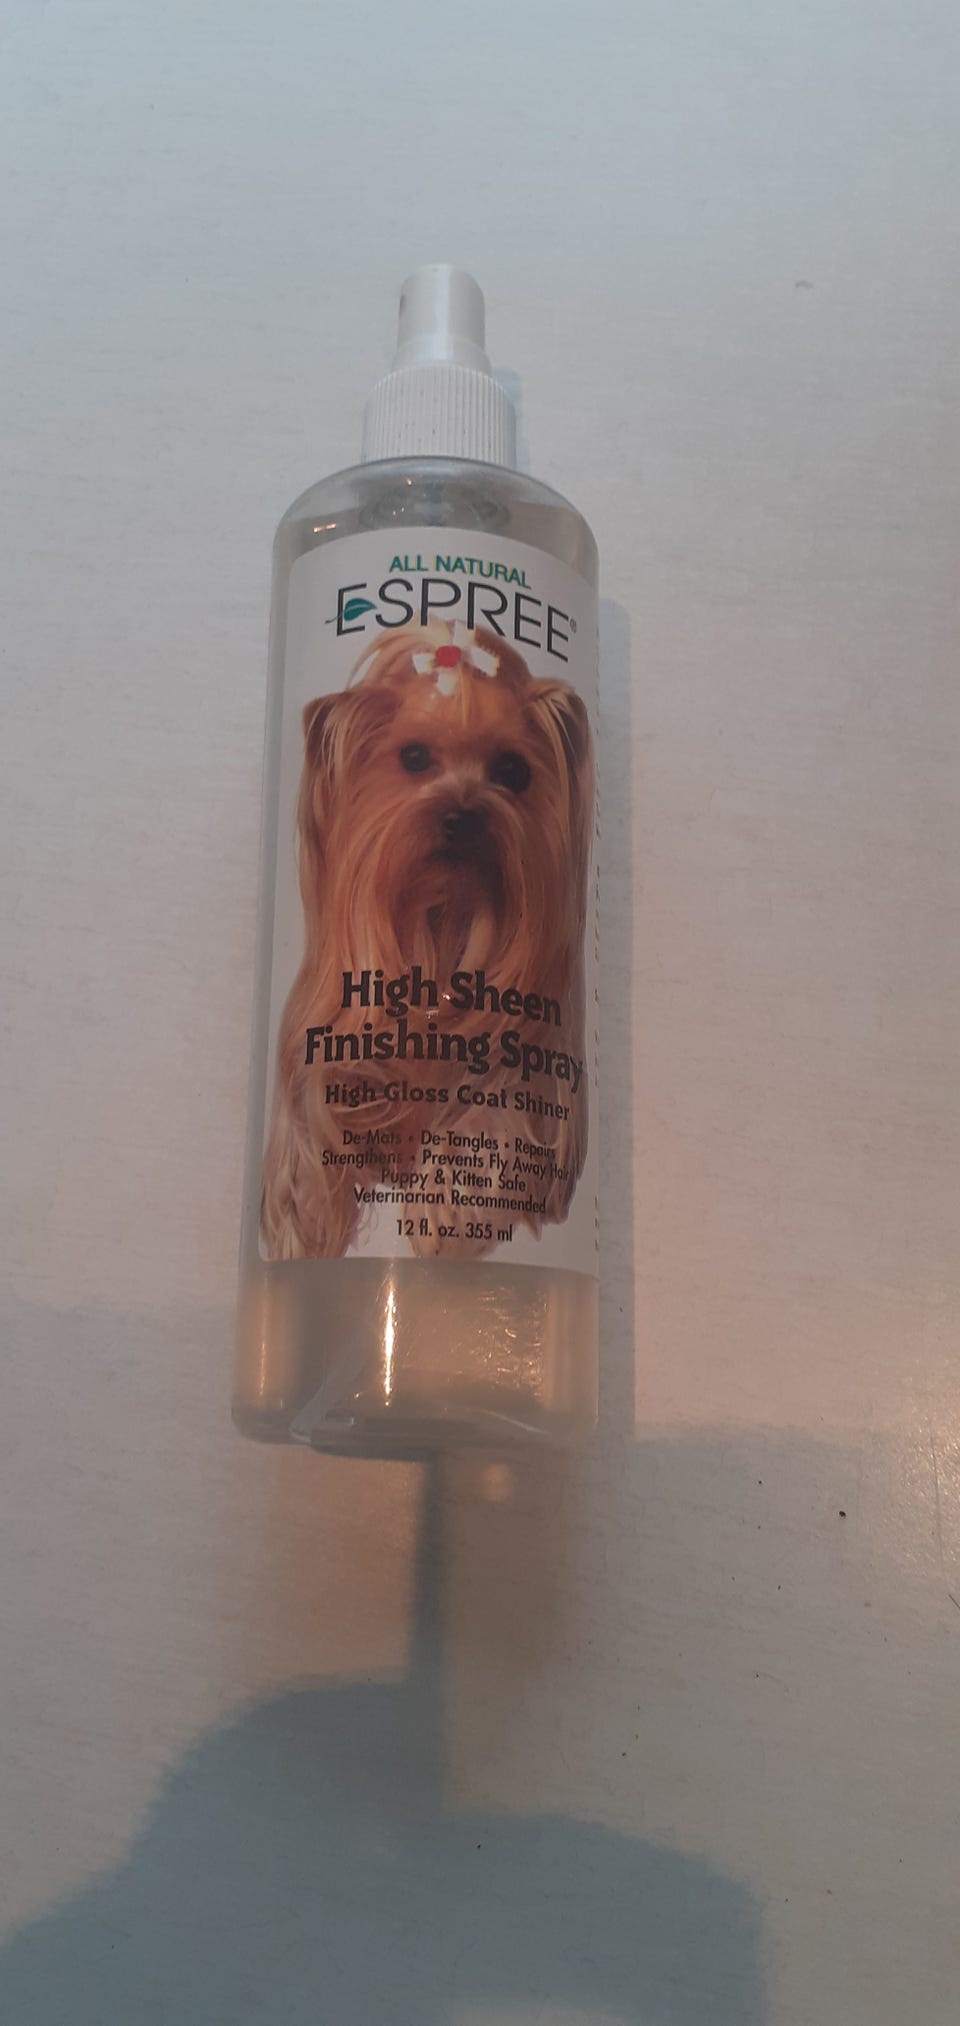 ALL NATURAL
ESPREE®
High Sheen
Finishing Spray
High Gloss Coat Shiner
De-Mats • De-Tangles • Repairs
Strengthens • Prevents Fly Away Hair
Puppy & Kitten Safe
Veterinarian Recommended
12 fl. oz. 355 ml